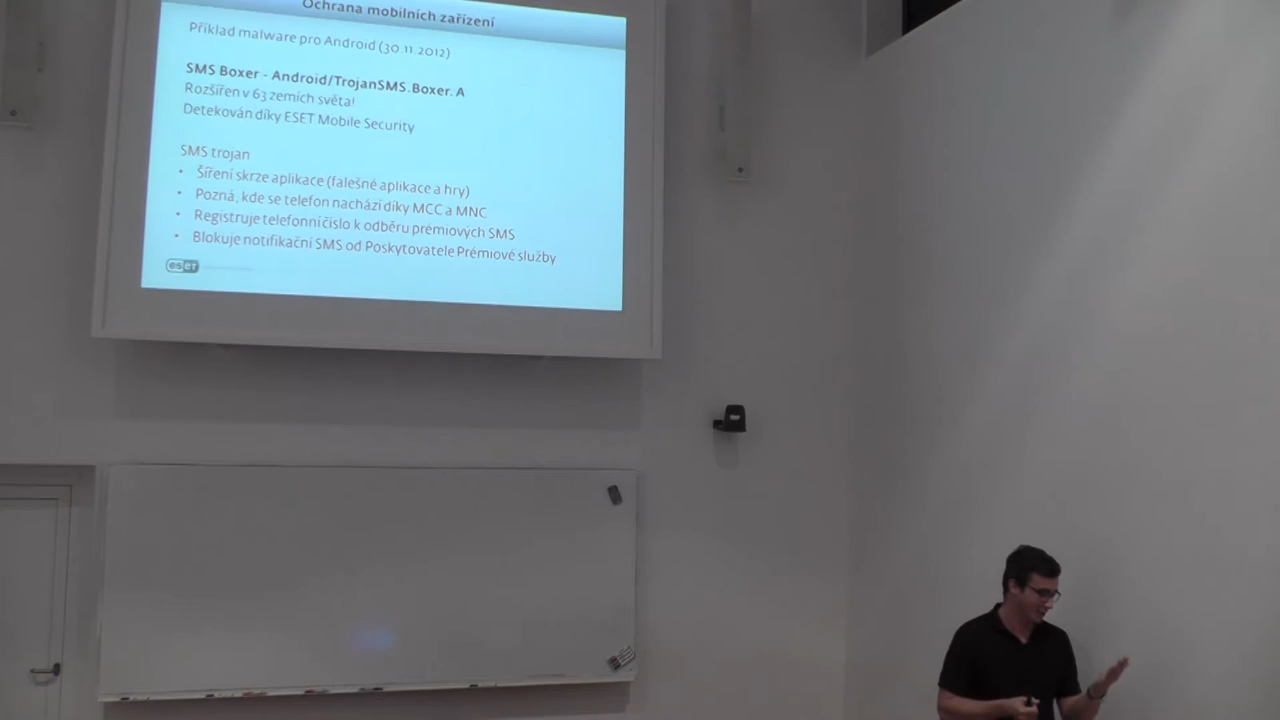 Ochrana mobilních zařízení
Příklad malware pro Android (30.11.2012)
SMS Boxer - Android/TrojanSMS.Boxer. A
Rozšířen v 63 zemích světa!
Detekován díky ESET Mobile Security
SMS trojan
• Šíření skrze aplikace (falešné aplikace a hry)
• Pozná, kde se telefon nachází díky MCC a MNC
• Registruje telefonní číslo k odběru prémiových SMS
• Blokuje notifikační SMS od Poskytovatele Prémiové služby
eseT